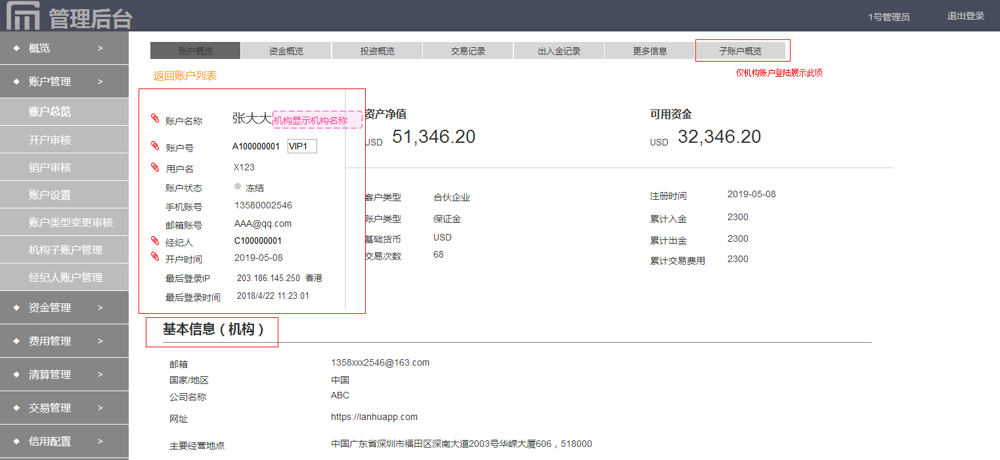 管理后台
1号管理员
退出登录
概览 >
账户管理 >
账户总览
开户审核
销户审核
账户设置
账户类型变更审核
机构子账户管理
经纪人账户管理
资金管理 >
费用管理 >
清算管理 >
交易管理 >
信用配置 >
账户概览 资金概览 投资概览 交易记录 出入金记录 更多信息 子账户概览
仅机构账户登陆展示此项
返回账户列表
账户名称 张大大 机构显示机构名称
账户号 A100000001 VIP1
用户名 X123
账户状态 冻结
手机账号 13580002546
邮箱账号 AAA@qq.com
经纪人 C100000001
开户时间 2019-05-08
最后登录IP 203.186.145.250 香港
最后登录时间 2018/4/22 11:23:01
资产净值
USD 51,346.20
可用资金
USD 32,346.20
客户类型 合伙企业
账户类型 保证金
基础货币 USD
交易次数 68
注册时间 2019-05-08
累计入金 2300
累计出金 2300
累计交易费用 2300
基本信息（机构）
邮箱 1358xxx2546@163.com
国家/地区 中国
公司名称 ABC
网址 https://lanhuapp.com
主要经营地点 中国广东省深圳市福田区深南大道2003号华嵘大厦606，518000